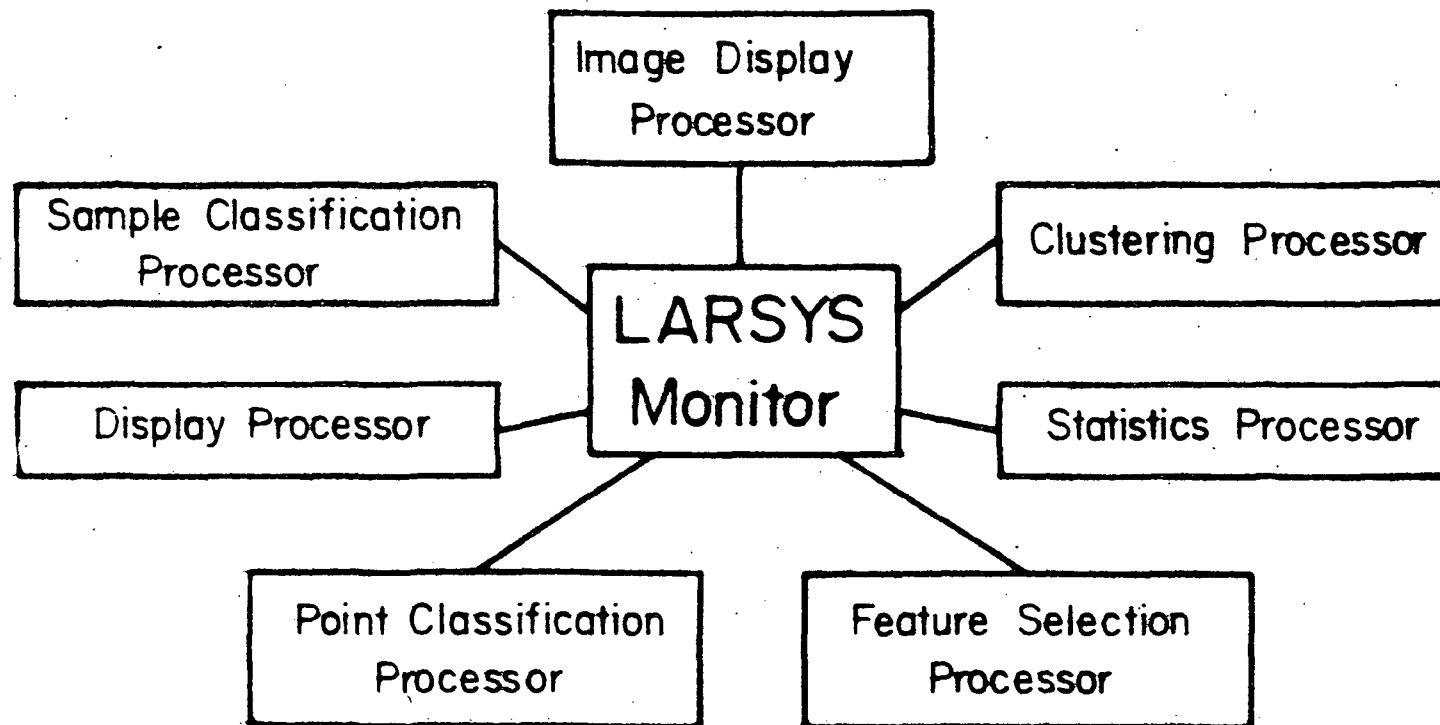 Image Display
Processor
Sample Classification
Processor
Clustering Processor
LARSYS
Monitor
Display Processor
Statistics Processor
Point Classification
Processor
Feature Selection
Processor